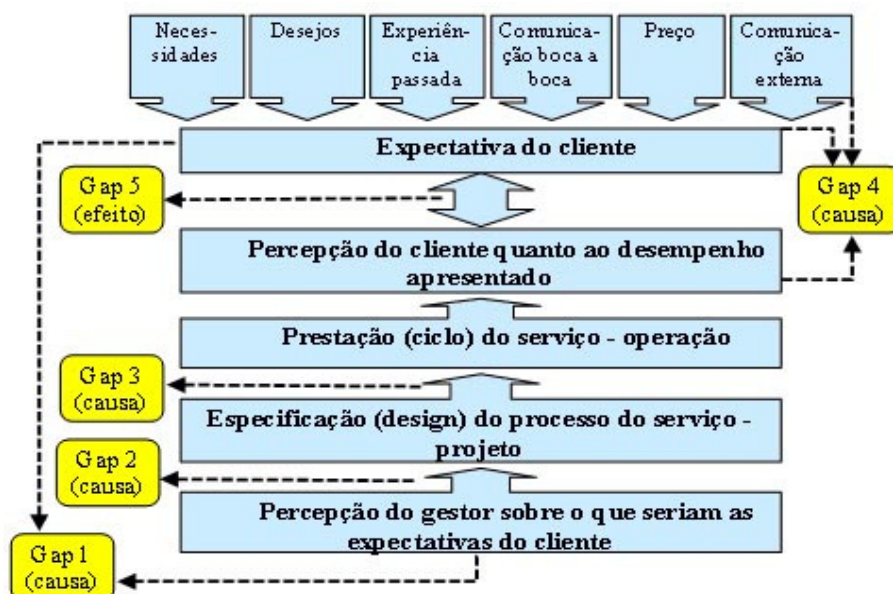 Neces-
sidades
Desejos
Experiên-
cia
passada
Comunica-
ção boca a
boca
Preço
Comunica-
ção
externa
Expectativa do cliente
Gap 5
(efeito)
Gap 4
(causa)
Percepção do cliente quanto ao desempenho
apresentado
Prestação (ciclo) do serviço - operação
Gap 3
(causa)
Especificação (design) do processo do serviço -
projeto
Gap 2
(causa)
Percepção do gestor sobre o que seriam as
expectativas do cliente
Gap 1
(causa)